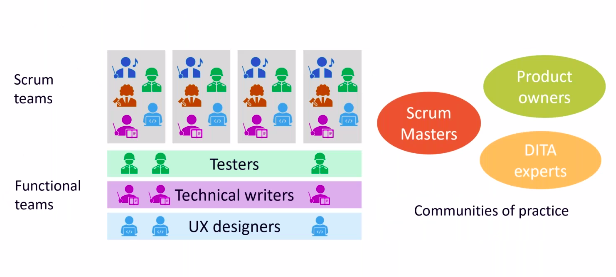 Scrum
teams
Functional
teams
Testers
Technical writers
UX designers
Scrum
Masters
Product
owners
DITA
experts
Communities of practice